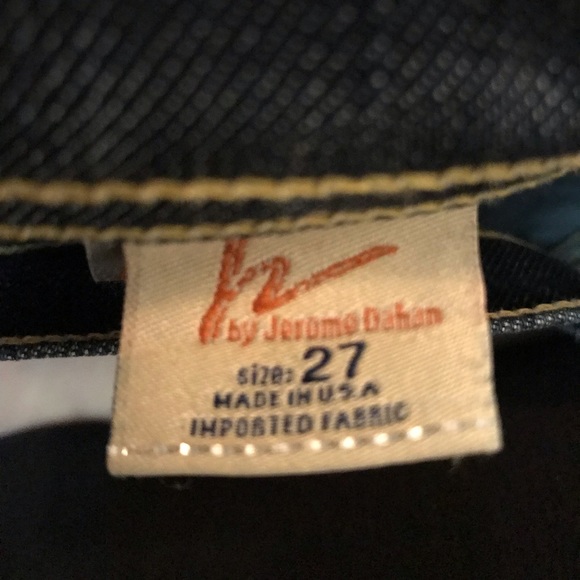 by Jerome Dahan
size: 27
MADE IN U.S.A
IMPORTED FABRIC